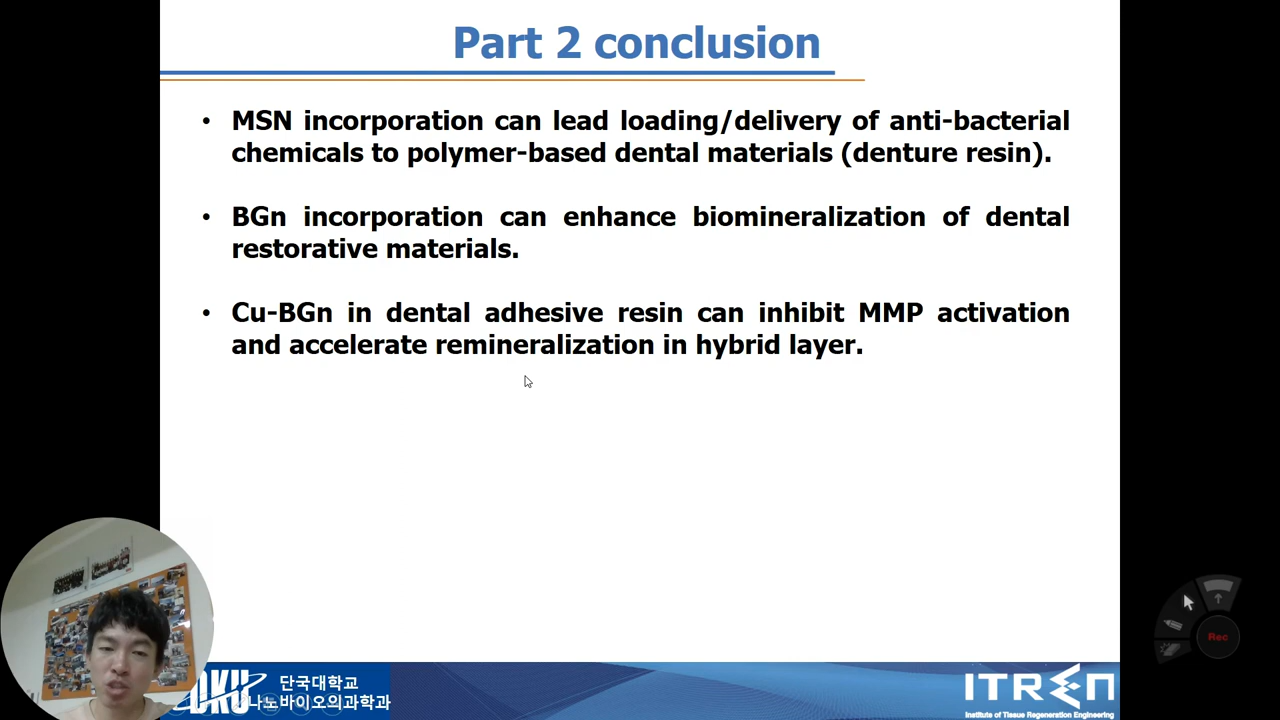 Part 2 conclusion
• MSN incorporation can lead loading/delivery of anti-bacterial
chemicals to polymer-based dental materials (denture resin).
• BGn incorporation can enhance biomineralization of dental
restorative materials.
• Cu-BGn in dental adhesive resin can inhibit MMP activation
and accelerate remineralization in hybrid layer.
Rec
DKU
단국대학교
나노바이오의과학과
ITREN
Institute of Tissue Regeneration Engineering